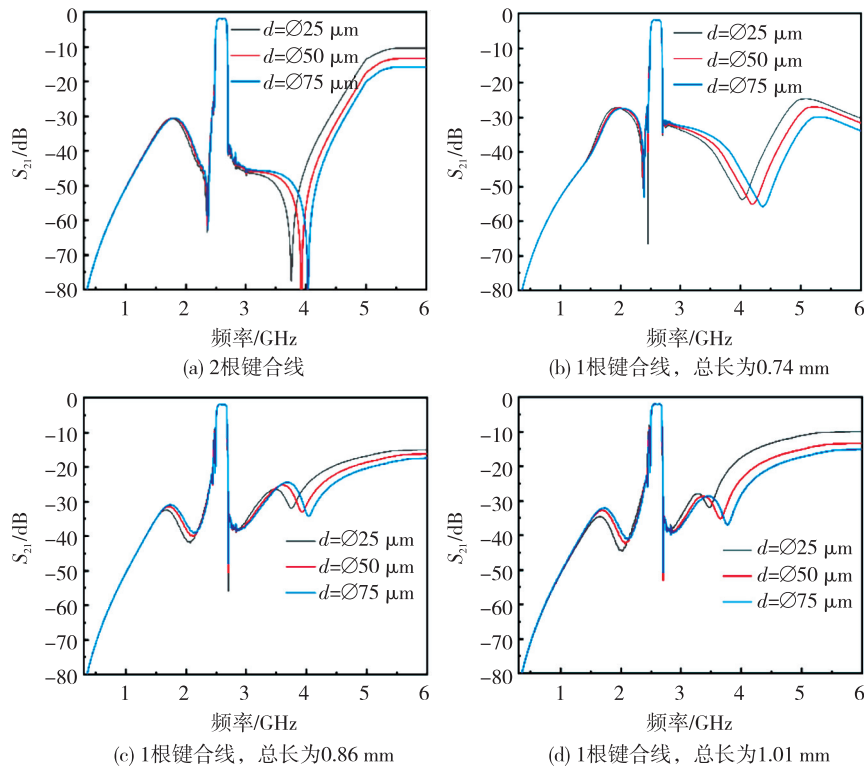 0
−10
−20
−30
−40
−50
−60
−70
−80
S₂₁/dB
d=∅25 μm
d=∅50 μm
d=∅75 μm
1 2 3 4 5 6
频率/GHz
(a) 2根键合线
0
−10
−20
−30
−40
−50
−60
−70
−80
S₂₁/dB
d=∅25 μm
d=∅50 μm
d=∅75 μm
1 2 3 4 5 6
频率/GHz
(b) 1根键合线，总长为0.74 mm
0
−10
−20
−30
−40
−50
−60
−70
−80
S₂₁/dB
d=∅25 μm
d=∅50 μm
d=∅75 μm
1 2 3 4 5 6
频率/GHz
(c) 1根键合线，总长为0.86 mm
0
−10
−20
−30
−40
−50
−60
−70
−80
S₂₁/dB
d=∅25 μm
d=∅50 μm
d=∅75 μm
1 2 3 4 5 6
频率/GHz
(d) 1根键合线，总长为1.01 mm